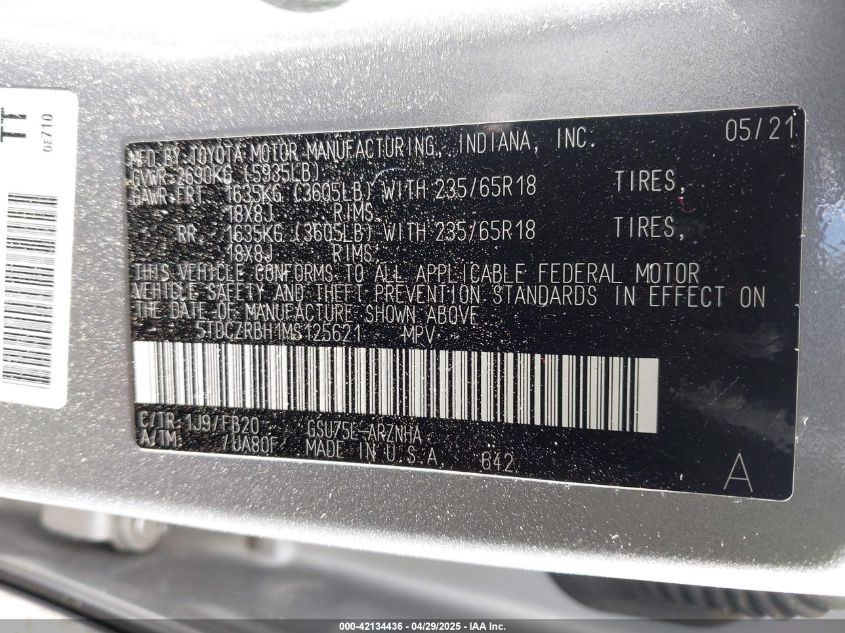 TT
0E710
MFD.BY TOYOTA MOTOR MANUFACTURING, INDIANA, INC. 05/21
GVWR 2690KG (5935LB)
GAWR FRT 1635KG (3605LB) WITH 235/65R18 TIRES,
18X8J RIMS,
RR. 1635KG (3605LB) WITH 235/65R18 TIRES,
18X8J RIMS.
THIS VEHICLE CONFORMS TO ALL APPLICABLE FEDERAL MOTOR
VEHICLE SAFETY AND THEFT PREVENTION STANDARDS IN EFFECT ON
THE DATE OF MANUFACTURE SHOWN ABOVE.
5TDCZRBH1MS125621 MPV
C/TR 1J9/FB20 GSU75L-ARZNHA
A/TM. /UA80F MADE IN U.S.A. 642 A
000-42134436 - 04/29/2025 - IAA Inc.